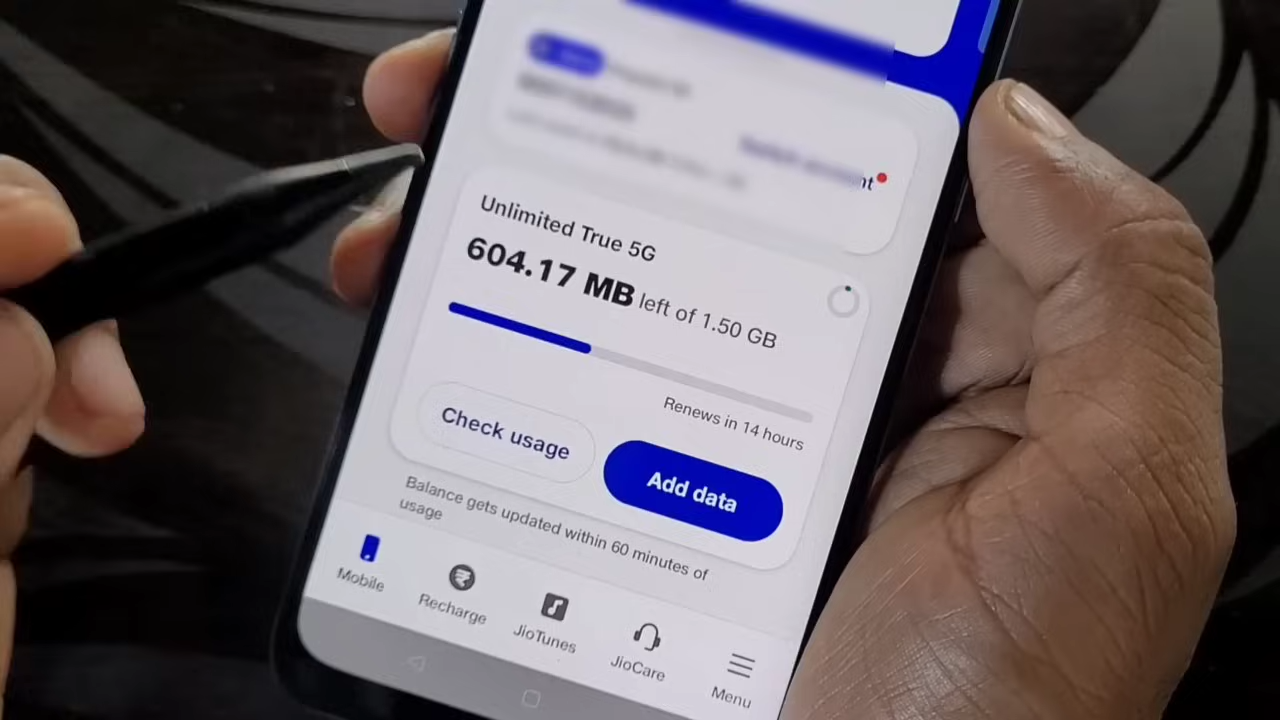 Unlimited True 5G
604.17 MB left of 1.50 GB
Renews in 14 hours
Check usage
Add data
Balance gets updated within 60 minutes of
usage
Mobile
Recharge
JioTunes
JioCare
Menu